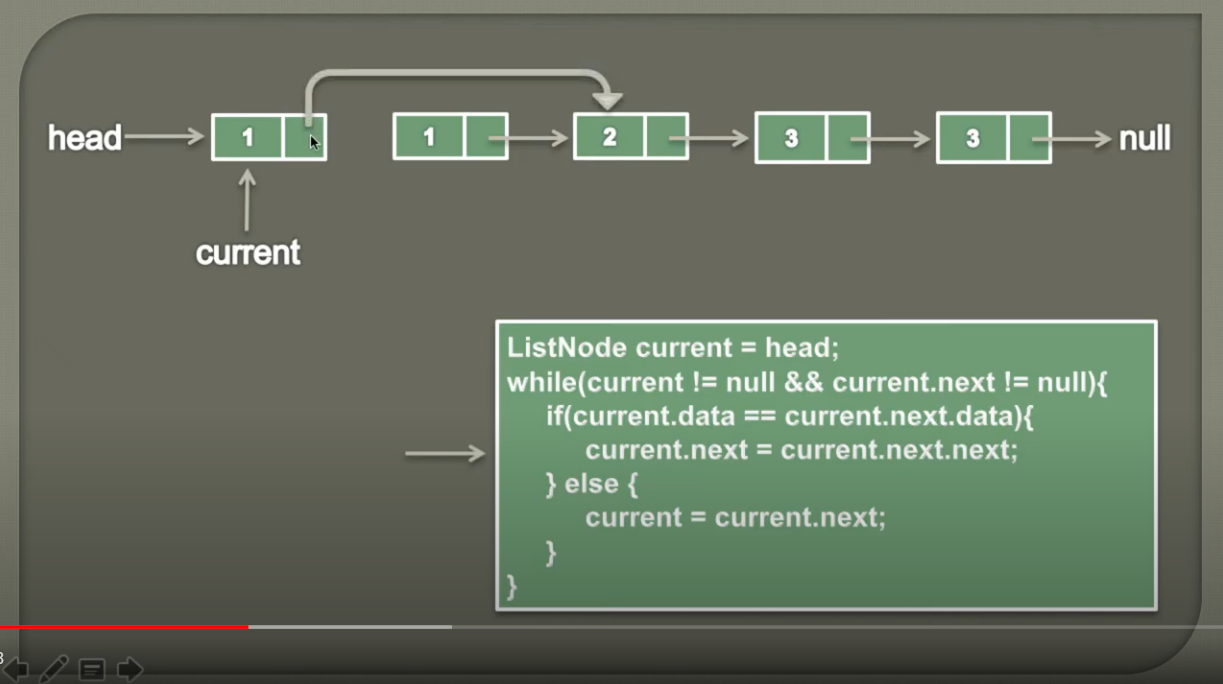 head 1 1 2 3 3 null
current
ListNode current = head;
while(current != null && current.next != null){
if(current.data == current.next.data){
current.next = current.next.next;
} else {
current = current.next;
}
}
3